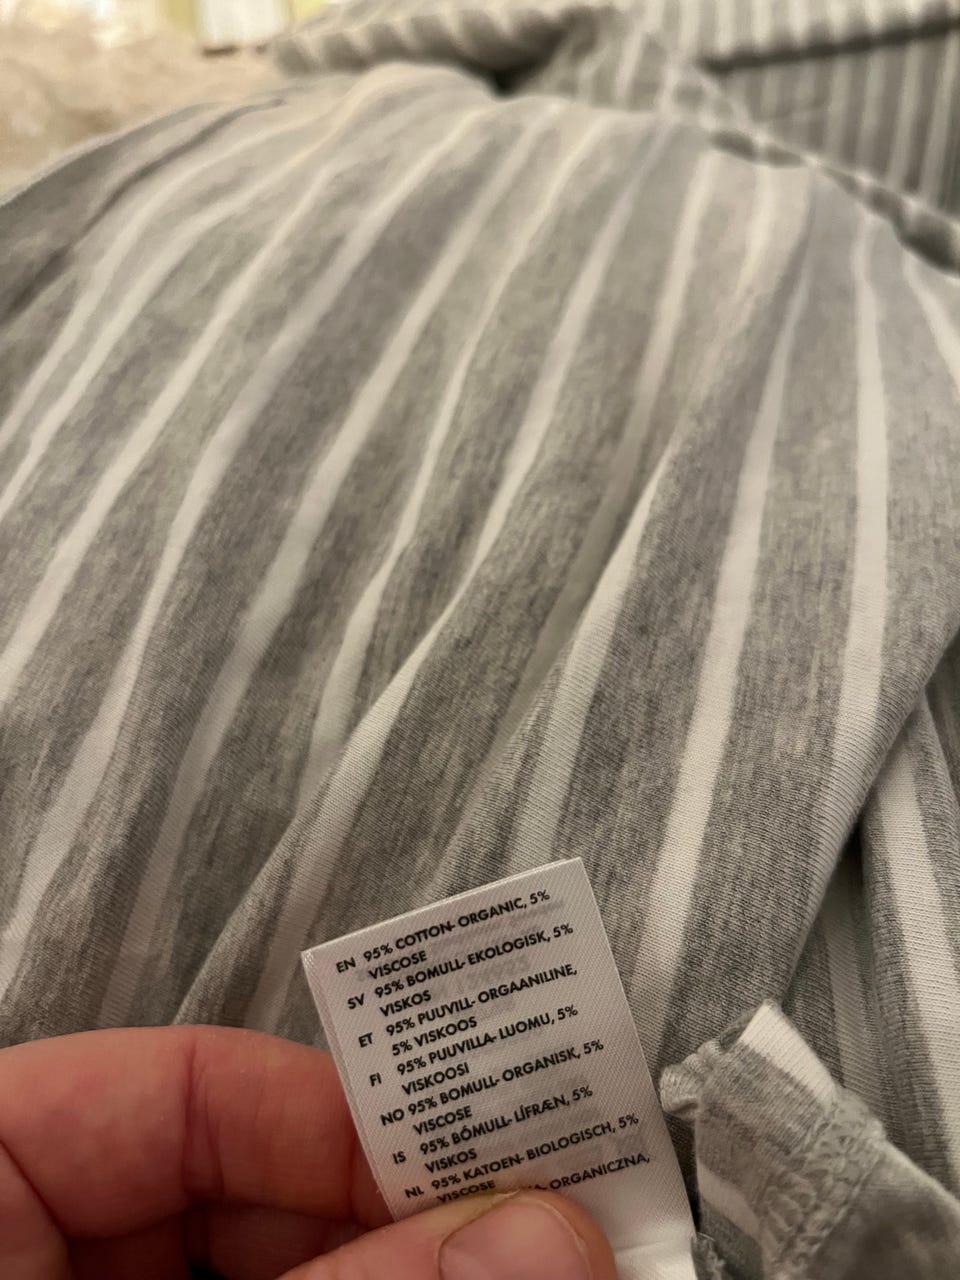 EN 95% COTTON- ORGANIC, 5%
VISCOSE
SV 95% BOMULL- EKOLOGISK, 5%
VISKOS
ET 95% PUUVILL- ORGAANILINE,
5% VISKOOS
FI 95% PUUVILLA- LUOMU, 5%
VISKOOSI
NO 95% BOMULL- ORGANISK, 5%
VISCOSE
IS 95% BÓMULL- LÍFRÆN, 5%
VISKOS
NL 95% KATOEN- BIOLOGISCH, 5%
VISCOSE
ORGANICZNA,